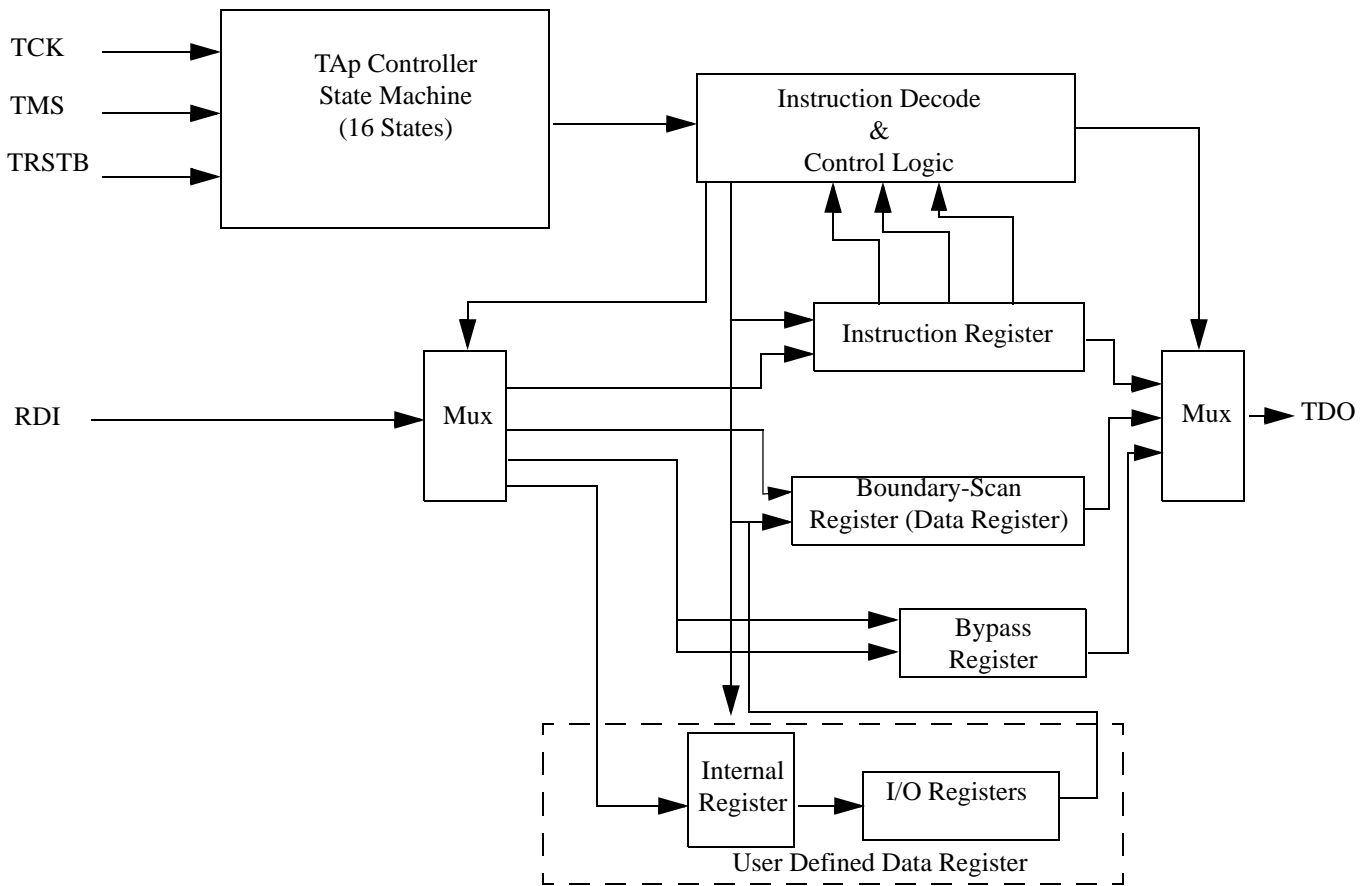 TCK
TMS
TRSTB
TAp Controller
State Machine
(16 States)
Instruction Decode
&
Control Logic
Instruction Register
RDI
Mux
Mux
TDO
Boundary-Scan
Register (Data Register)
Bypass
Register
Internal
Register
I/O Registers
User Defined Data Register